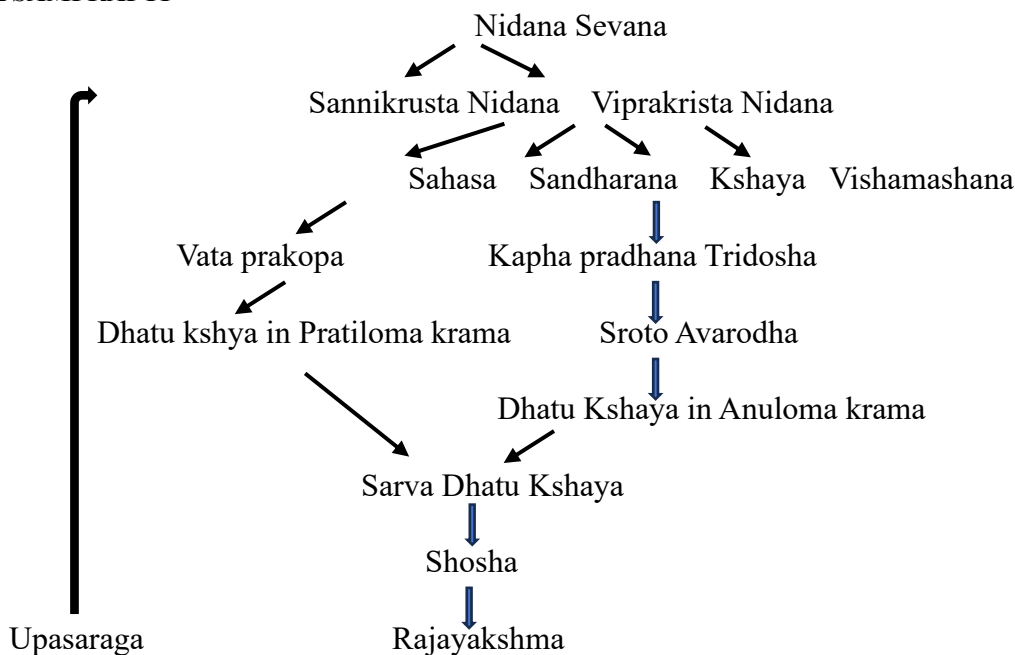 Nidana Sevana
Sannikrusta Nidana Viprakrista Nidana
Sahasa Sandharana Kshaya Vishamashana
Vata prakopa Kapha pradhana Tridosha
Dhatu kshya in Pratiloma krama Sroto Avarodha
Dhatu Kshaya in Anuloma krama
Sarva Dhatu Kshaya
Shosha
Upasaraga Rajayakshma